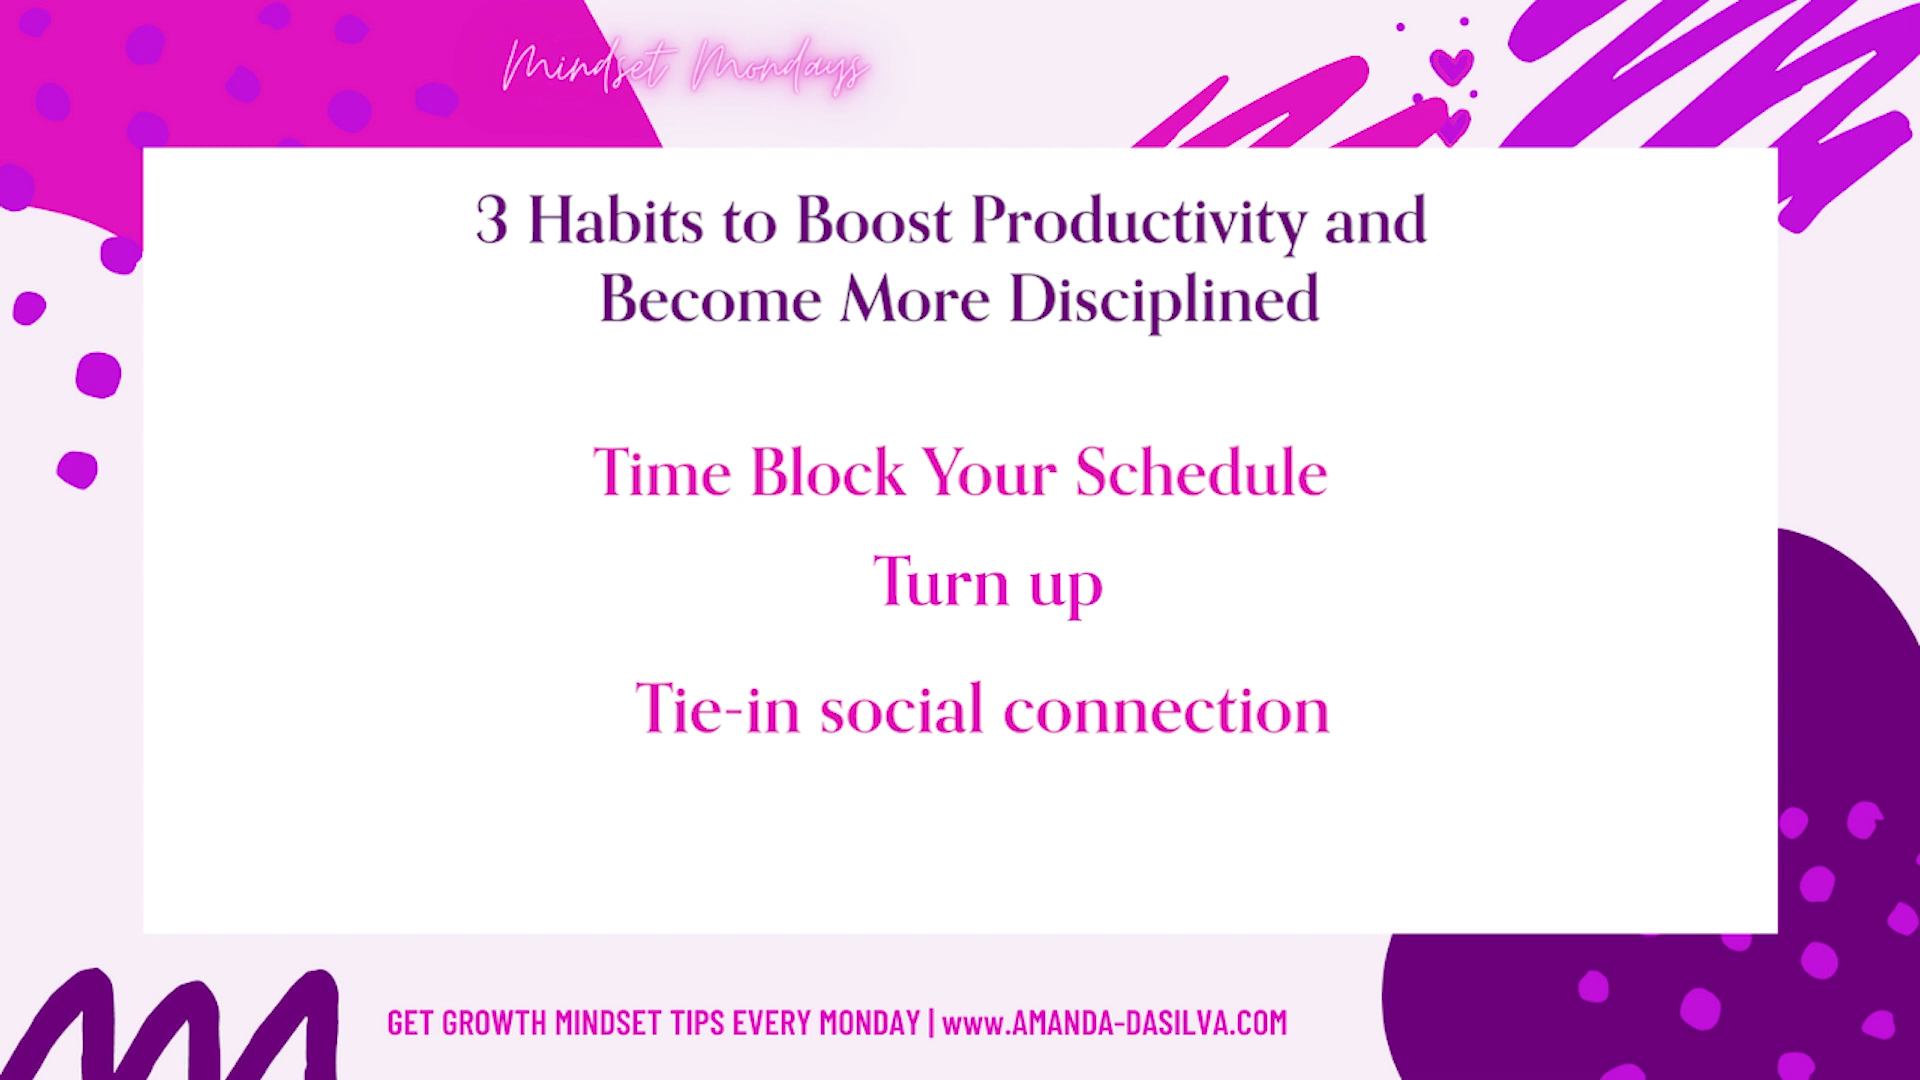 Mindset Mondays
3 Habits to Boost Productivity and
Become More Disciplined
Time Block Your Schedule
Turn up
Tie-in social connection
GET GROWTH MINDSET TIPS EVERY MONDAY | www.AMANDA-DASILVA.COM